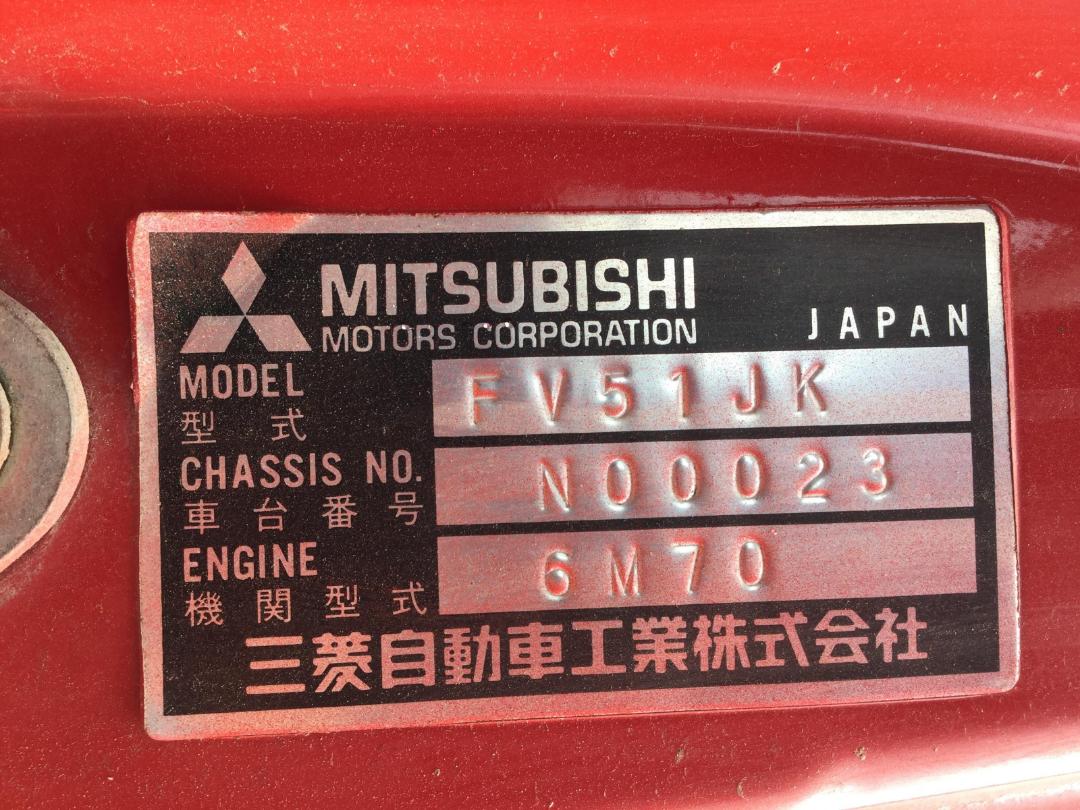 MITSUBISHI
MOTORS CORPORATION JAPAN
MODEL FV51JK
型式
CHASSIS NO. N00023
車台番号
ENGINE 6M70
機関型式
三菱自動車工業株式会社